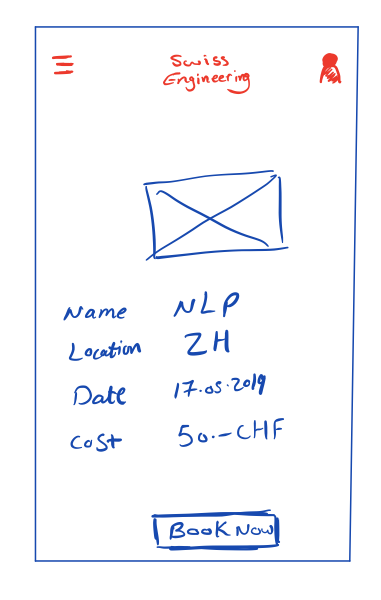 Swiss
Engineering
Name NLP
Location ZH
Date 17.05.2019
Cost 50.-CHF
Book Now